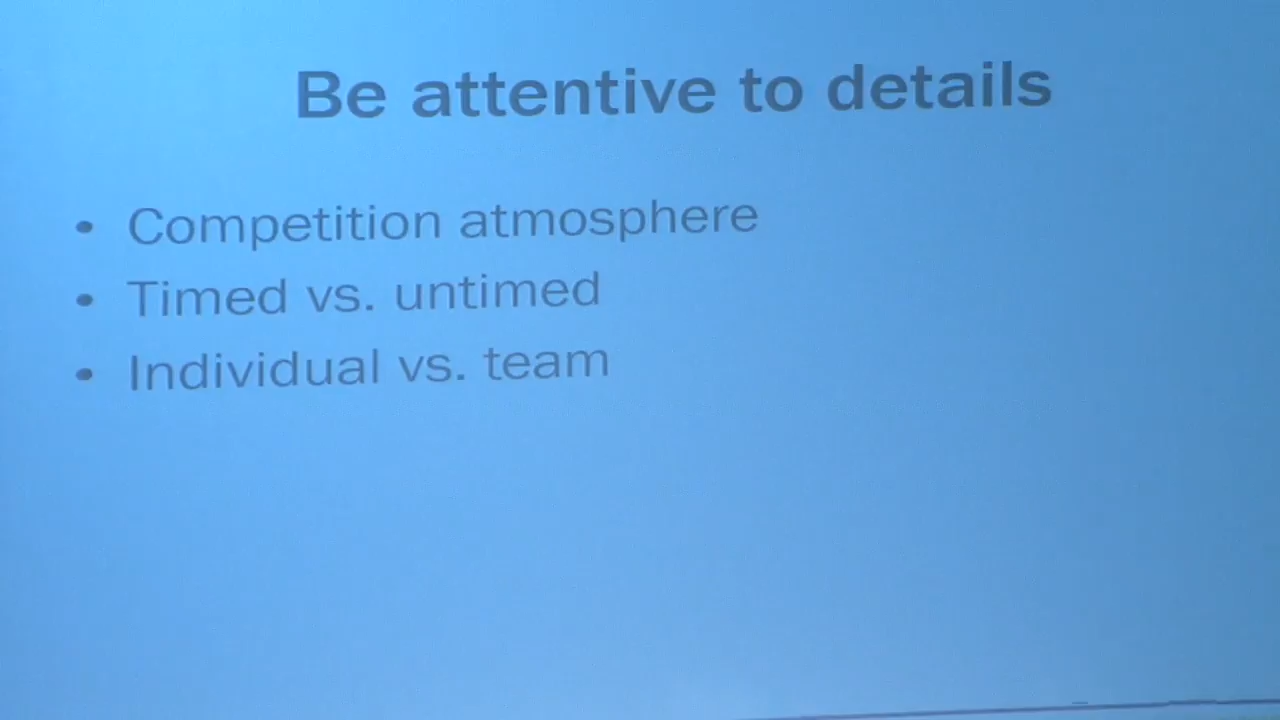 Be attentive to details
• Competition atmosphere
• Timed vs. untimed
• Individual vs. team